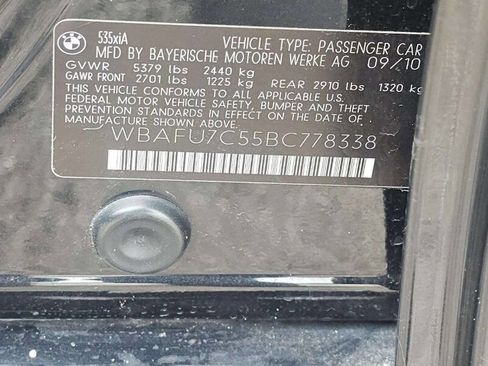 535xiA VEHICLE TYPE: PASSENGER CAR
MFD BY BAYERISCHE MOTOREN WERKE AG 09/10
GVWR 5379 lbs 2440 kg
GAWR FRONT 2701 lbs 1225 kg REAR 2910 lbs 1320 kg
THIS VEHICLE CONFORMS TO ALL APPLICABLE U.S.
FEDERAL MOTOR VEHICLE SAFETY, BUMPER AND THEFT
PREVENTION STANDARDS IN EFFECT ON THE DATE OF
MANUFACTURE SHOWN ABOVE.
WBAFU7C55BC778338